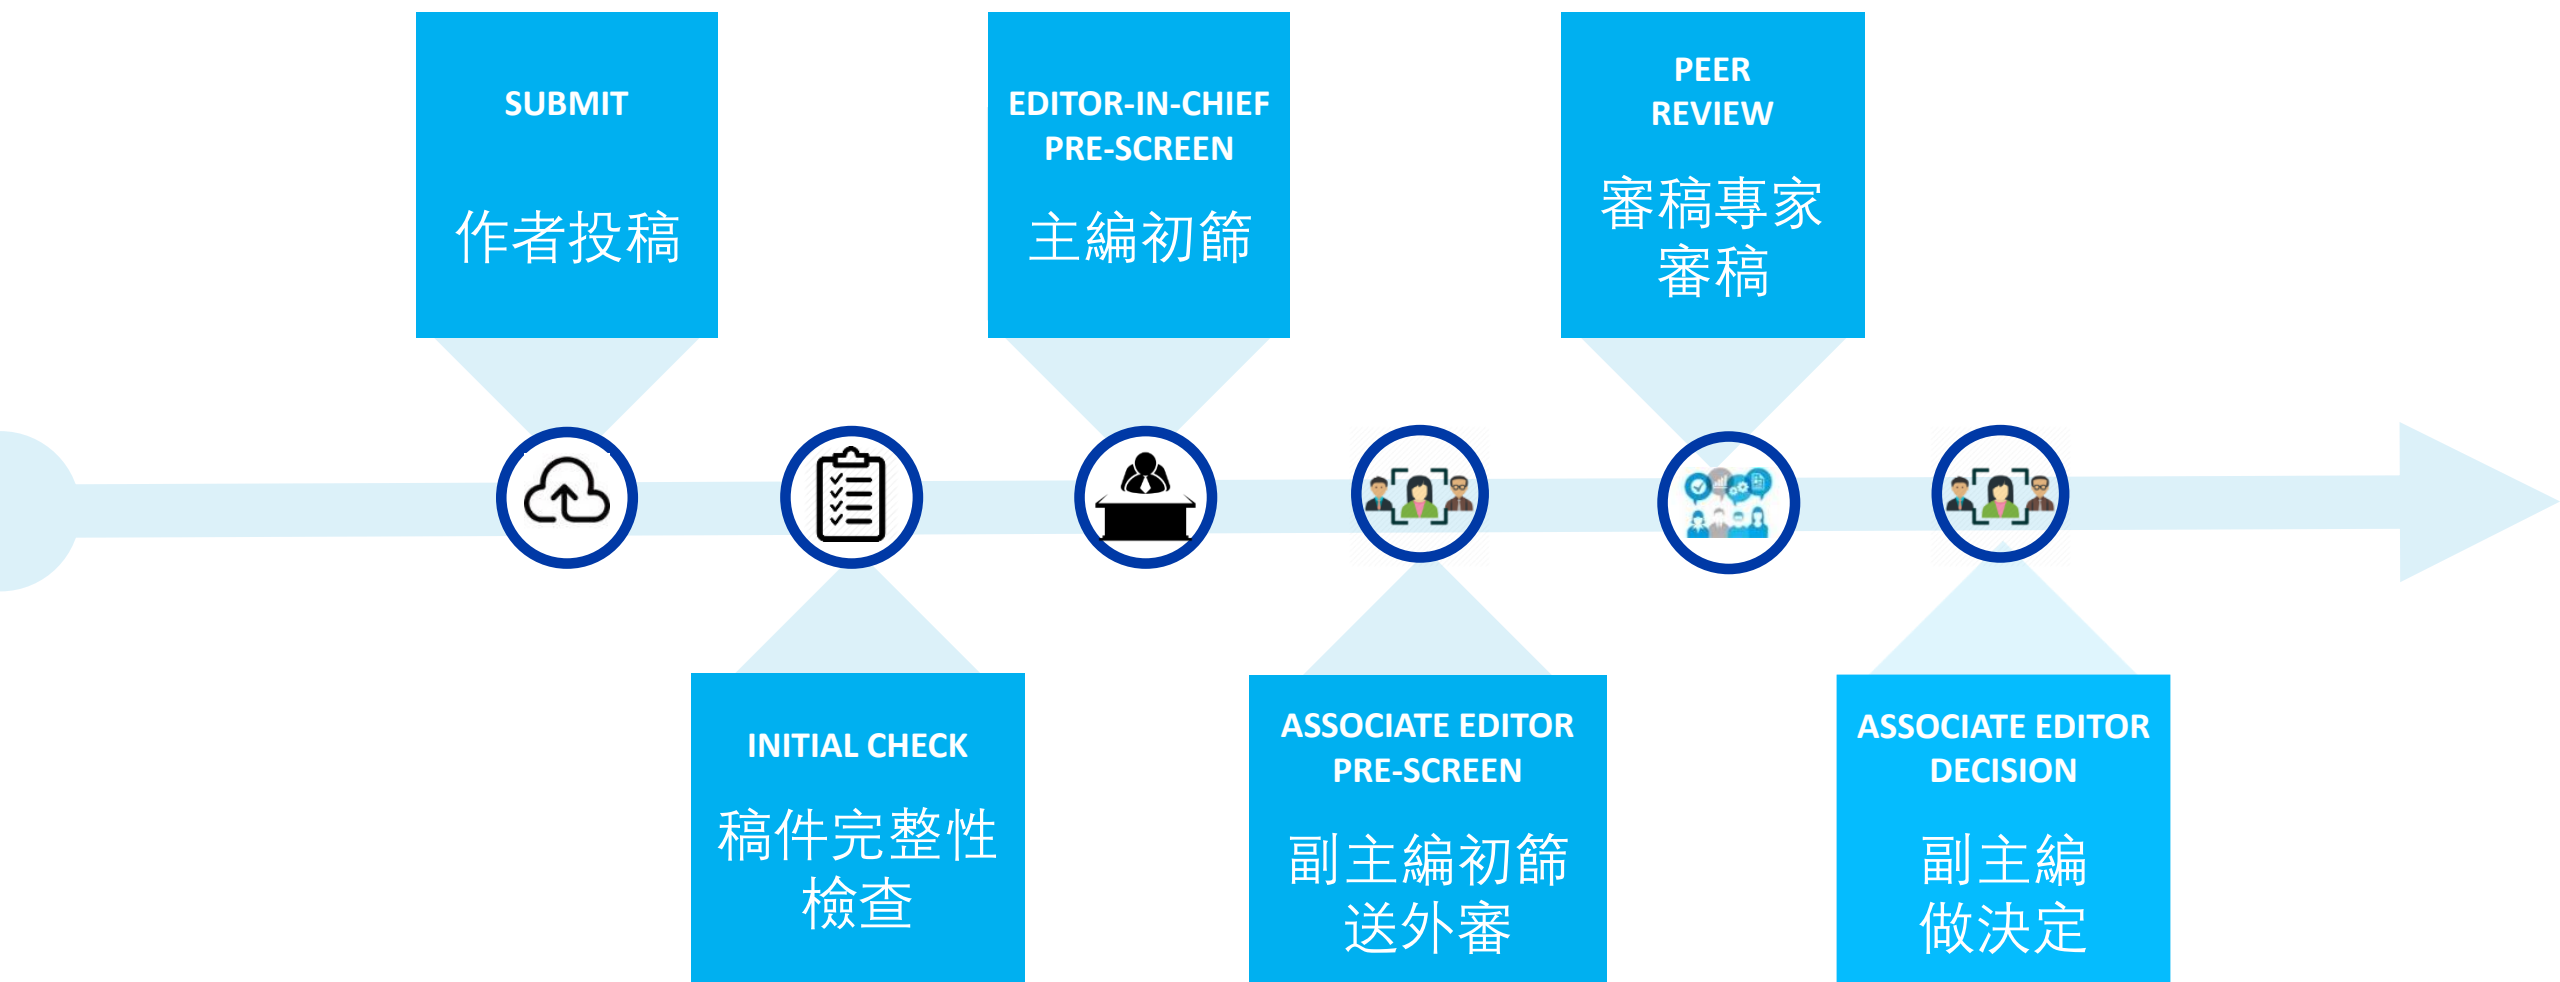 SUBMIT
作者投稿
INITIAL CHECK
稿件完整性
檢查
EDITOR-IN-CHIEF
PRE-SCREEN
主編初篩
ASSOCIATE EDITOR
PRE-SCREEN
副主編初篩
送外審
PEER
REVIEW
審稿專家
審稿
ASSOCIATE EDITOR
DECISION
副主編
做決定